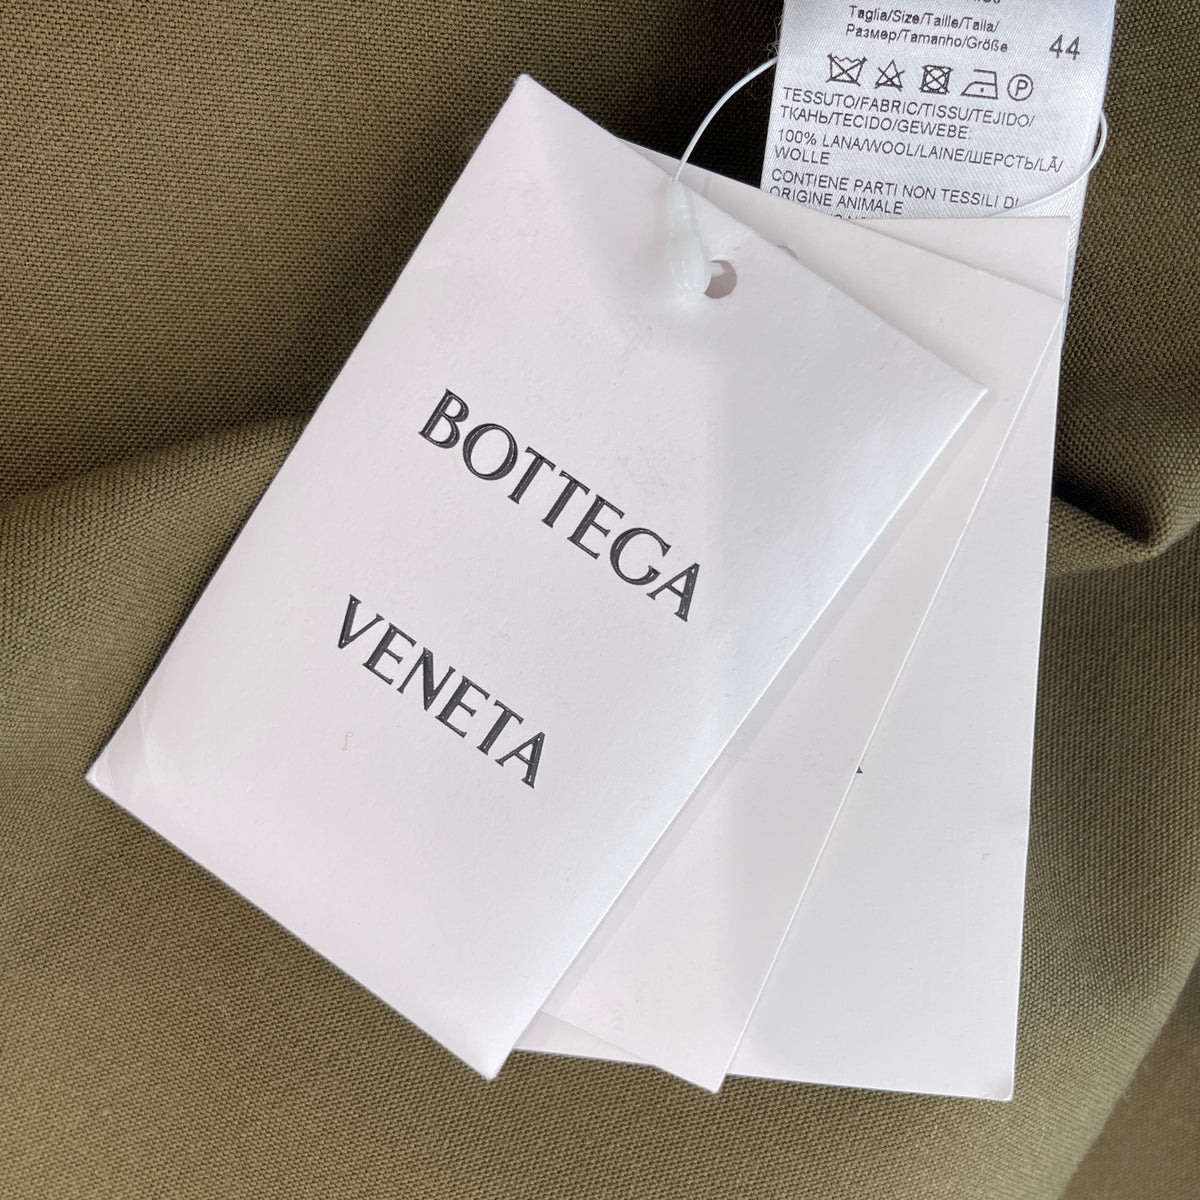 Taglia/Size/Taille/Talla/
Размер/Tamanho/Größe
44
P
TESSUTO/FABRIC/TISSU/TEJIDO/
ТКАНЬ/TECIDO/GEWEBE
100% LANA/WOOL/LAINE/ШЕРСТЬ/LÃ/
WOLLE
CONTIENE PARTI NON TESSILI DI
ORIGINE ANIMALE
BOTTEGA
VENETA